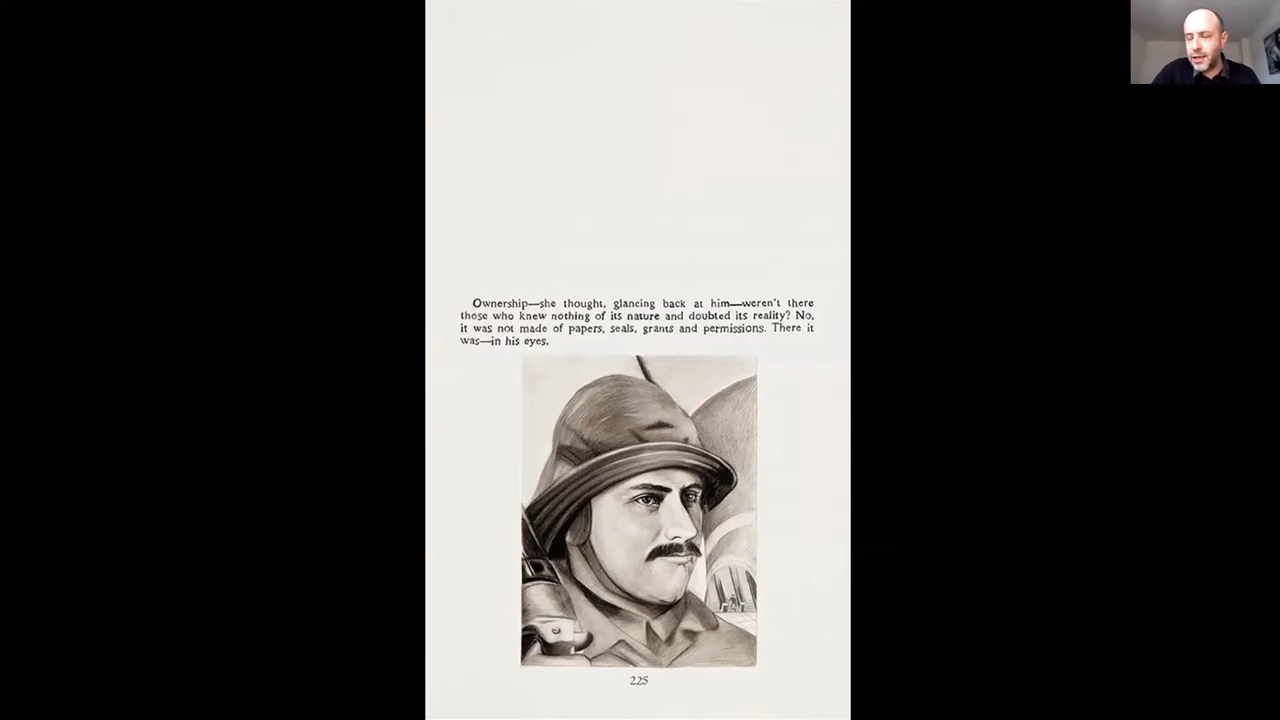 Ownership—she thought, glancing back at him—weren't there
those who knew nothing of its nature and doubted its reality? No,
it was not made of papers, seals, grants and permissions. There it
was—in his eyes.
225